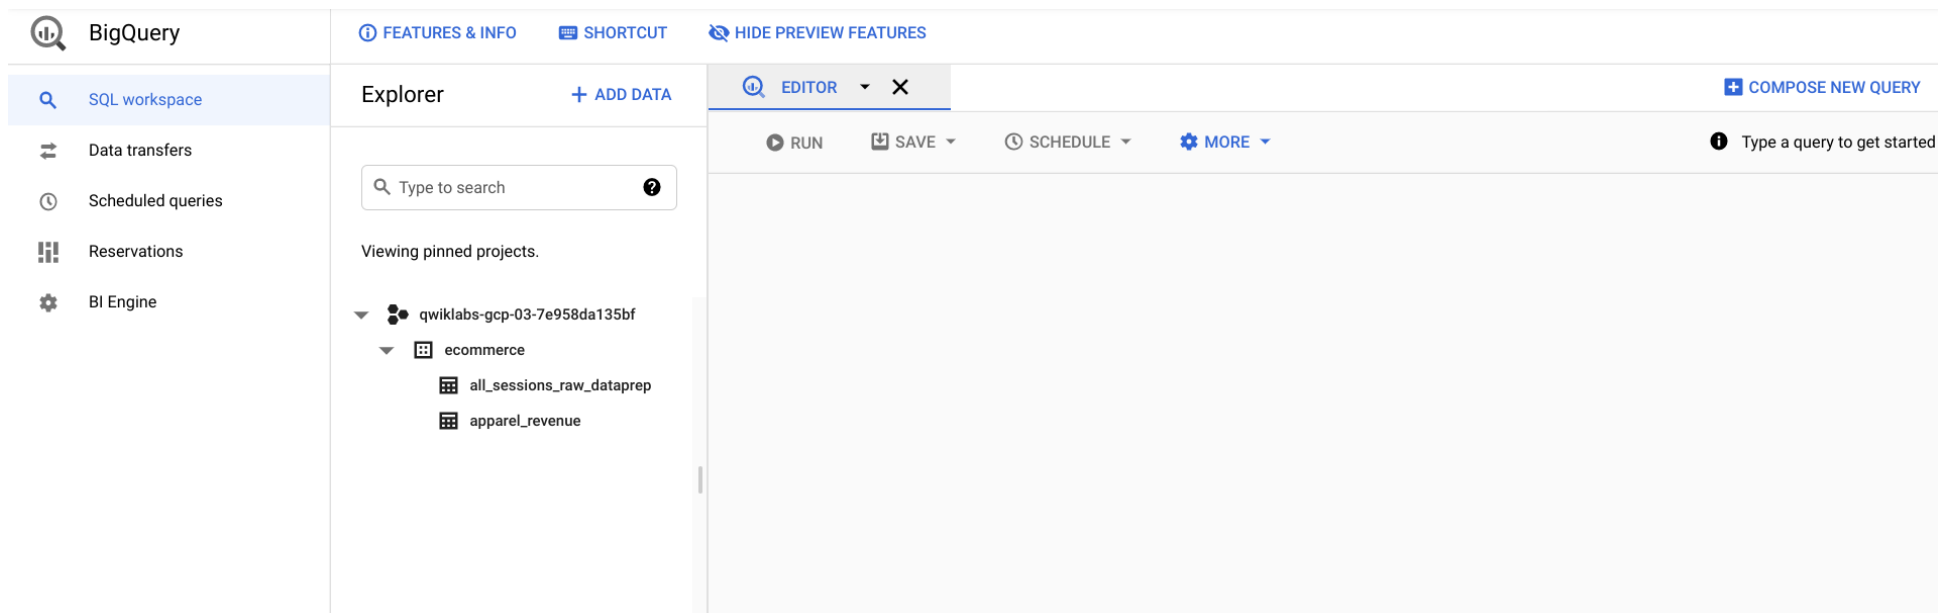 BigQuery
FEATURES & INFO
SHORTCUT
HIDE PREVIEW FEATURES
SQL workspace
Data transfers
Scheduled queries
Reservations
BI Engine
Explorer
ADD DATA
Type to search
Viewing pinned projects.
qwiklabs-gcp-03-7e958da135bf
ecommerce
all_sessions_raw_dataprep
apparel_revenue
EDITOR
COMPOSE NEW QUERY
RUN
SAVE
SCHEDULE
MORE
Type a query to get started